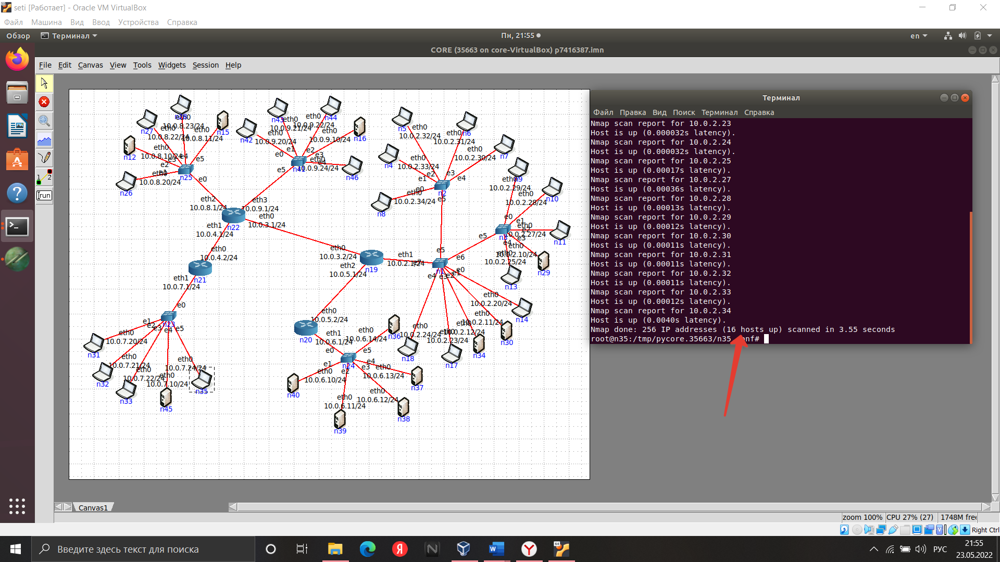 seti [Работает] - Oracle VM VirtualBox
Файл Машина Вид Ввод Устройства Справка
Обзор Терминал Пн, 21:55 en
CORE (35663 on core-VirtualBox) p7416387.imn
File Edit Canvas View Tools Widgets Session Help
Терминал
Файл Правка Вид Поиск Терминал Справка
Nmap scan report for 10.0.2.23
Host is up (0.000032s latency).
Nmap scan report for 10.0.2.24
Host is up (0.000032s latency).
Nmap scan report for 10.0.2.25
Host is up (0.00017s latency).
Nmap scan report for 10.0.2.27
Host is up (0.00036s latency).
Nmap scan report for 10.0.2.28
Host is up (0.00013s latency).
Nmap scan report for 10.0.2.29
Host is up (0.00012s latency).
Nmap scan report for 10.0.2.30
Host is up (0.00011s latency).
Nmap scan report for 10.0.2.31
Host is up (0.00011s latency).
Nmap scan report for 10.0.2.32
Host is up (0.00011s latency).
Nmap scan report for 10.0.2.33
Host is up (0.00012s latency).
Nmap scan report for 10.0.2.34
Host is up (0.0040s latency).
Nmap done: 256 IP addresses (16 hosts up) scanned in 3.55 seconds
root@n35:/tmp/pycore.35663/n35 nf#
1 2
run
n27
eth0
10.0.8.22/24
eth0
10.0.8.23/24
n15
eth0
10.0.8.11/24
n12
eth0
10.0.8.10/24
n26
eth0
10.0.8.20/24
e2
e4
e5
n25
e0
n42
eth0
10.0.9.20/24
n43
eth0
10.0.9.21/24
n44
eth0
10.0.9.22/24
n16
eth0
10.0.9.10/24
n46
eth0
10.0.9.24/24
e0
e1
e2
e3
e4
e5
n41
n5
eth0
10.0.2.32/24
n6
eth0
10.0.2.31/24
n7
eth0
10.0.2.30/24
n4
eth0
10.0.2.33/24
n8
eth0
10.0.2.34/24
e0
e1
e2
e3
e4
e5
n2
n9
eth0
10.0.2.29/24
n10
eth0
10.0.2.28/24
n11
eth0
10.0.2.27/24
n29
eth0
10.0.2.10/24
n13
eth0
10.0.2.25/24
e0
e1
e2
e3
e4
e5
eth2
10.0.8.1/24
eth3
10.0.9.1/24
eth0
10.0.3.1/24
n22
eth1
10.0.4.1/24
eth0
10.0.4.2/24
n21
eth1
10.0.7.1/24
eth0
10.0.3.2/24
eth1
10.0.2.1/24
eth2
10.0.5.1/24
n19
e5
e6
e7
e0
e1
e2
e3
e4
eth0
10.0.2.20/24
n14
eth0
10.0.2.11/24
n30
10.0.2.12/24
n34
10.0.2.23/24
n17
eth0
10.0.2.24/24
n18
e0
n23
e1
e2
e3
e4
e5
eth0
10.0.7.20/24
n31
eth0
10.0.7.21/24
n32
eth0
10.0.7.22/24
n33
eth0
10.0.7.10/24
n45
eth0
10.0.7.24/24
n35
eth0
10.0.5.2/24
n20
eth1
10.0.6.1/24
e0
e1
e2
e3
e4
e5
n24
eth0
10.0.6.14/24
n36
eth0
10.0.6.13/24
n37
eth0
10.0.6.12/24
n38
eth0
10.0.6.11/24
n39
eth0
10.0.6.10/24
n40
Canvas1
zoom 100% CPU 27% (27) 1748M fre
Right Ctrl
Введите здесь текст для поиска
РУС
21:55
23.05.2022